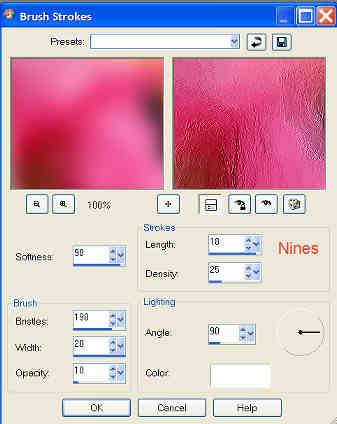 Brush Strokes
Presets:
100%
Softness: 90
Strokes
Length: 18
Density: 25
Nines
Brush
Bristles: 190
Width: 20
Opacity: 10
Lighting
Angle: 90
Color:
OK Cancel Help